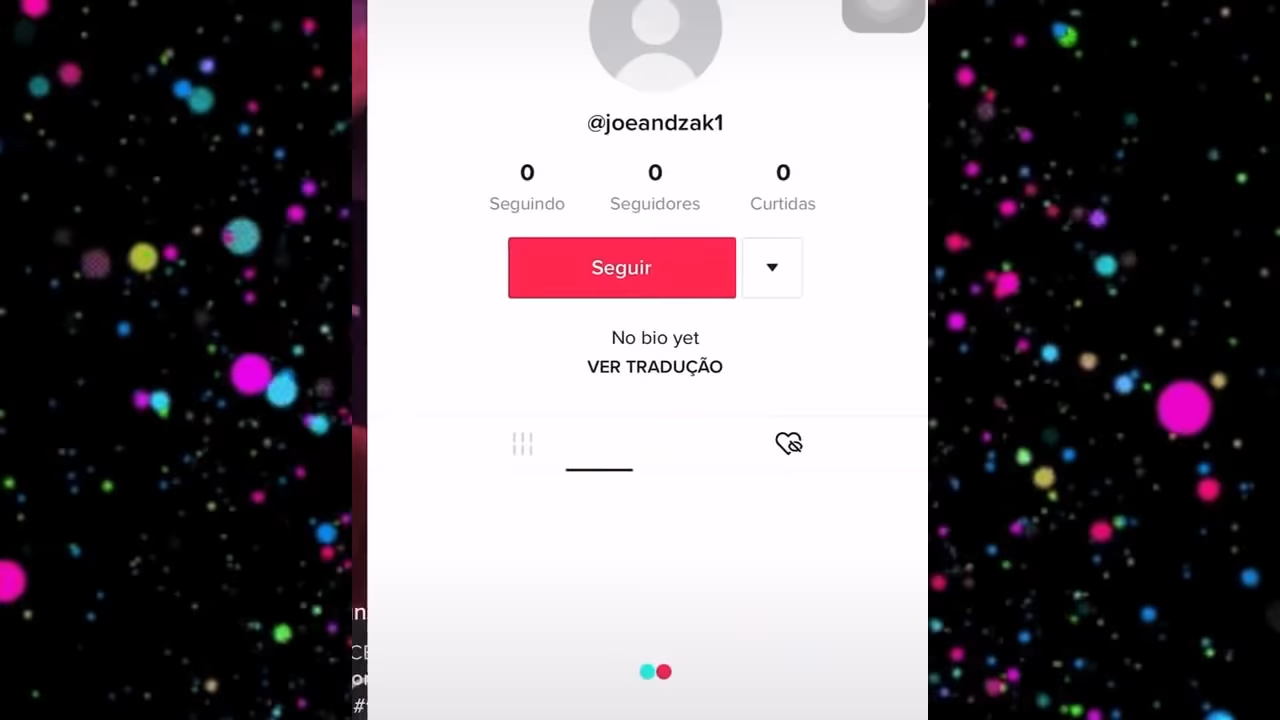 @joeandzak1
0 0 0
Seguindo Seguidores Curtidas
Seguir
No bio yet
VER TRADUÇÃO
#